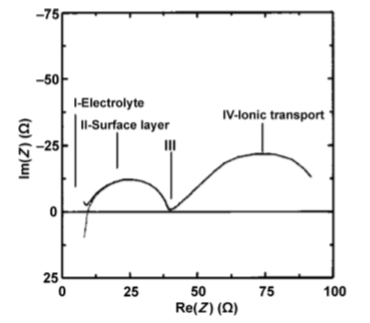 -75
-50
I-Electrolyte
IV-Ionic transport
II-Surface layer
-25
III
Im(Z) (Ω)
0
25
0
25
50
75
100
Re(Z) (Ω)